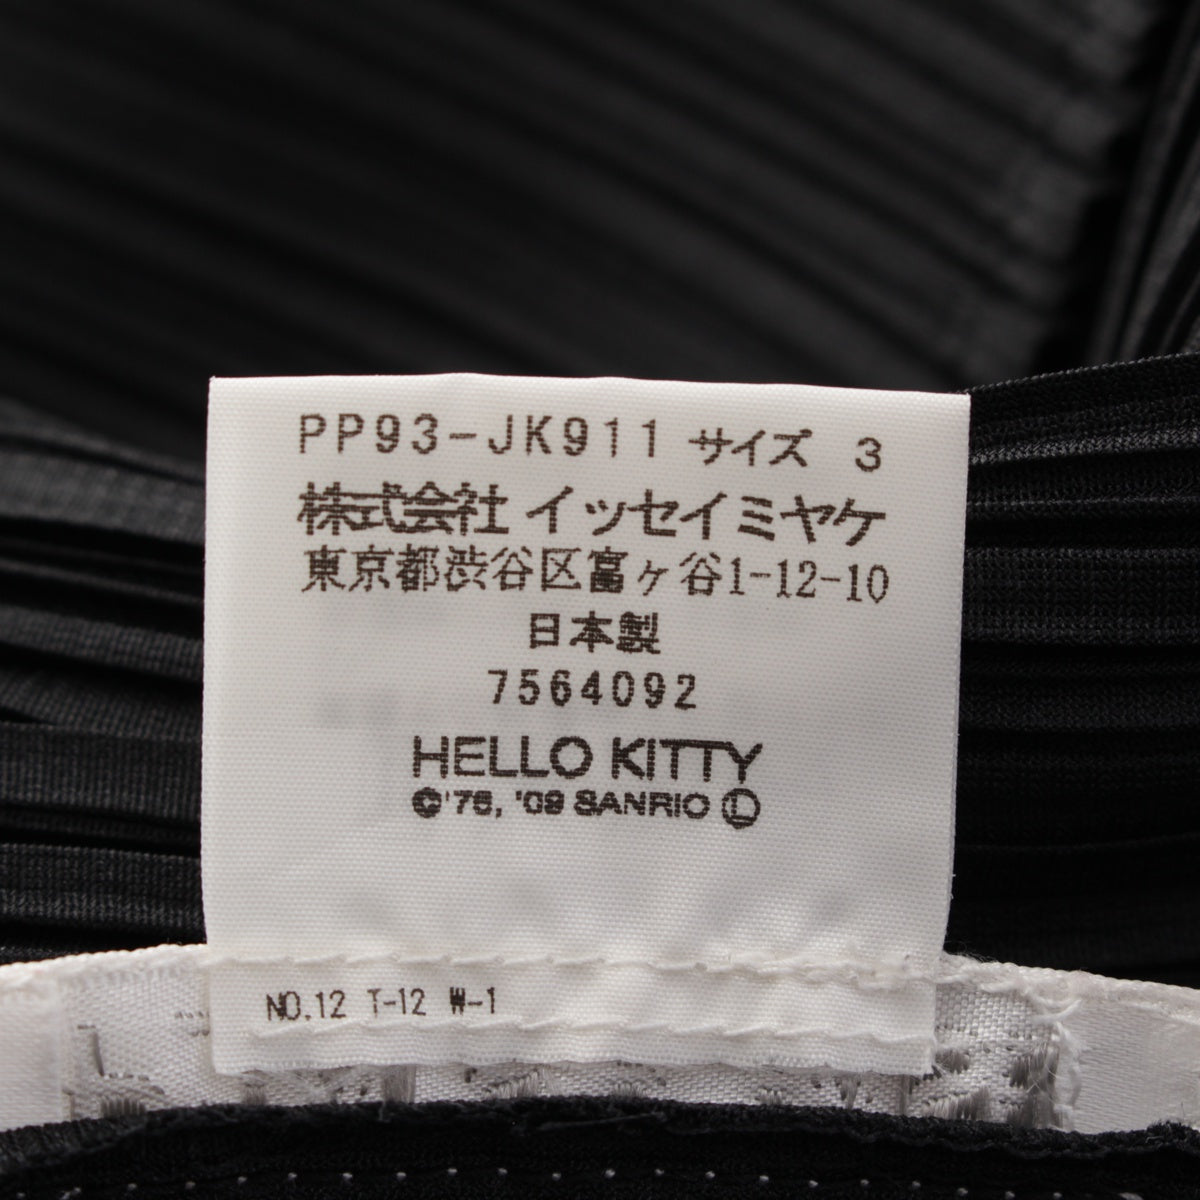 PP93-JK911 サイズ 3
株式会社 イッセイミヤケ
東京都渋谷区富ヶ谷1-12-10
日本製
7564092
HELLO KITTY
©'76, '09 SANRIO Ⓛ
NO.12 T-12 W-1